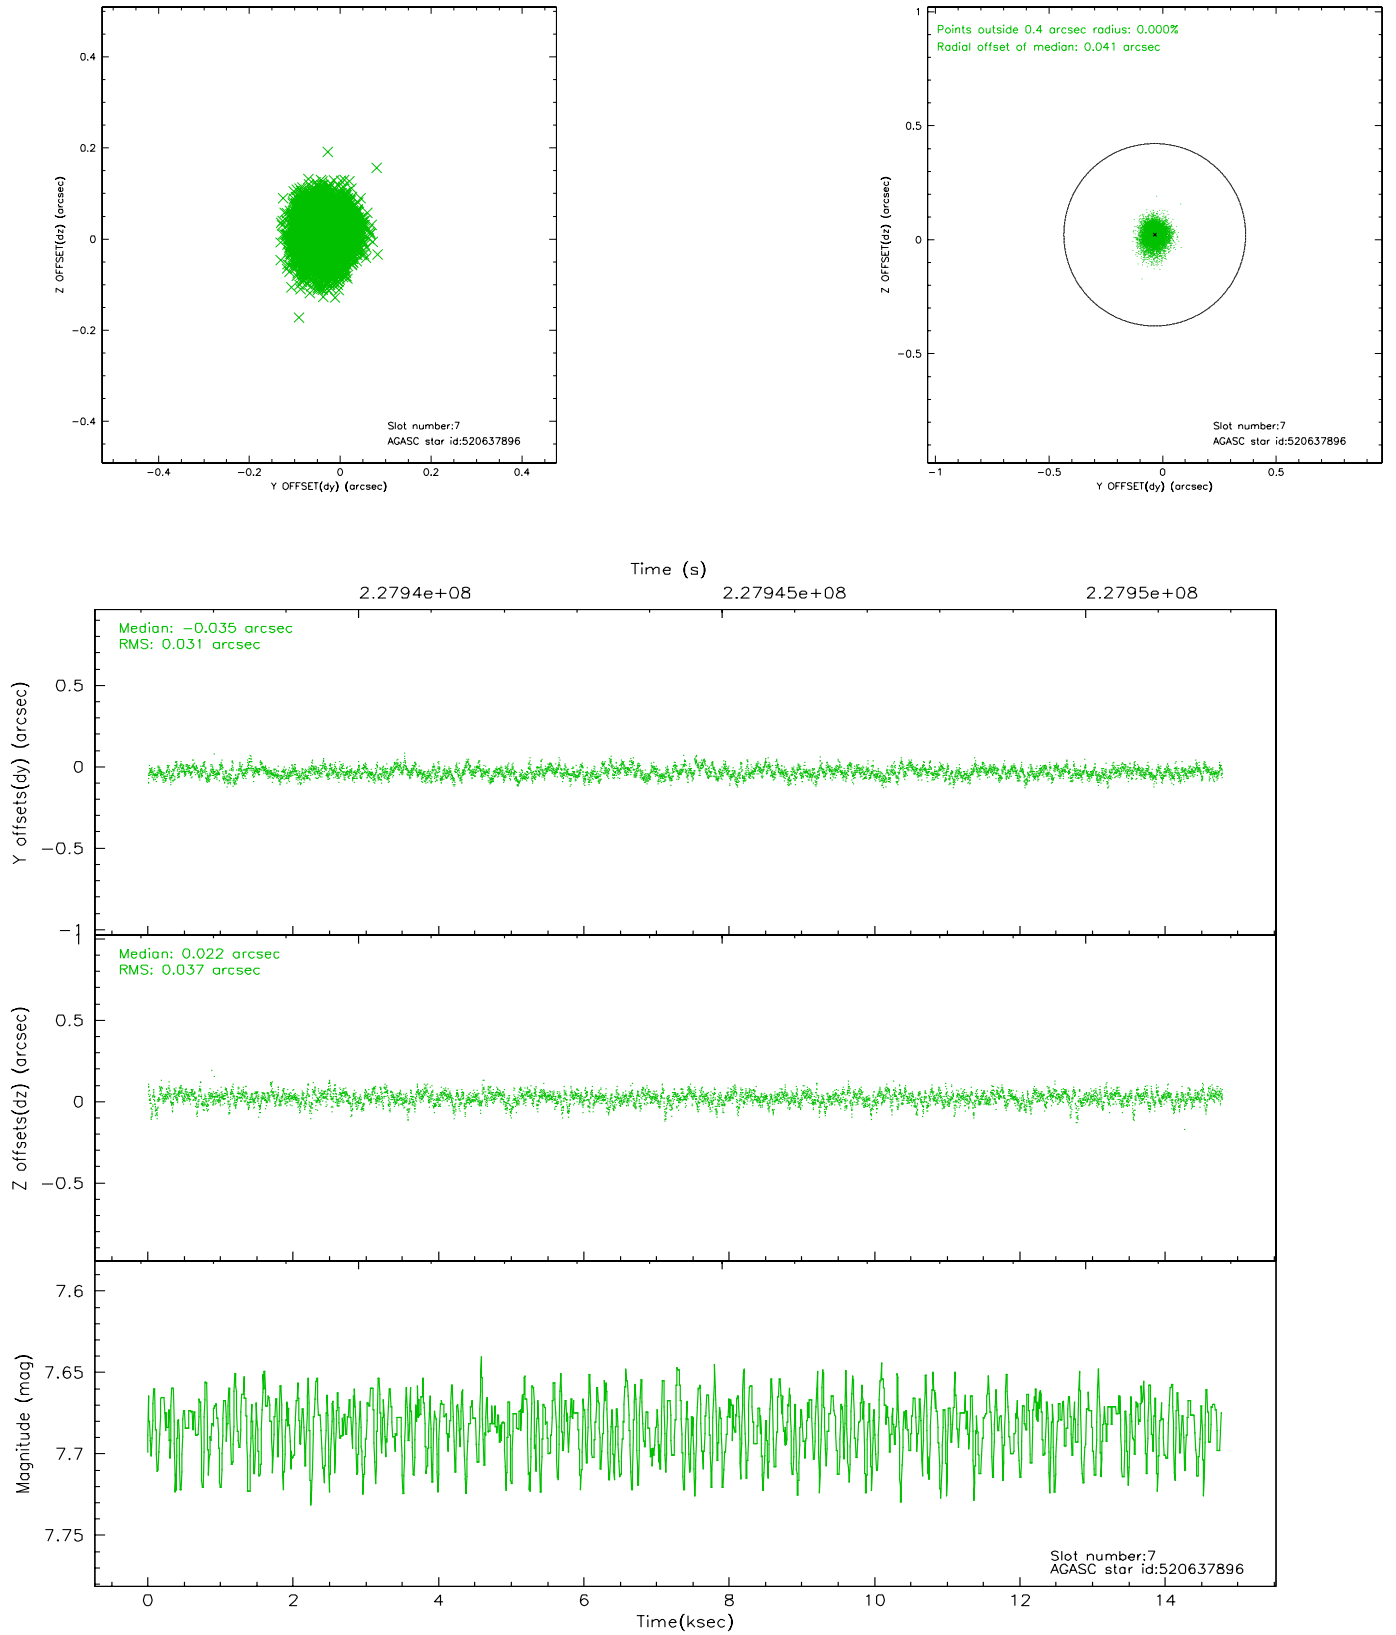 0.4
0.2
0
−0.2
−0.4
Z OFFSET(dz) (arcsec)
Slot number:7
AGASC star id:520637896
−0.4 −0.2 0 0.2 0.4
Y OFFSET(dy) (arcsec)
Points outside 0.4 arcsec radius: 0.000%
Radial offset of median: 0.041 arcsec
1
0.5
0
−0.5
Z OFFSET(dz) (arcsec)
Slot number:7
AGASC star id:520637896
−1 −0.5 0 0.5
Y OFFSET(dy) (arcsec)
Time (s)
2.2794e+08 2.27945e+08 2.2795e+08
Median: −0.035 arcsec
RMS: 0.031 arcsec
0.5
0
−0.5
−1
Y offsets(dy) (arcsec)
Median: 0.022 arcsec
RMS: 0.037 arcsec
1
0.5
0
−0.5
Z offsets(dz) (arcsec)
7.6
7.65
7.7
7.75
Magnitude (mag)
Slot number:7
AGASC star id:520637896
0 2 4 6 8 10 12 14
Time(ksec)